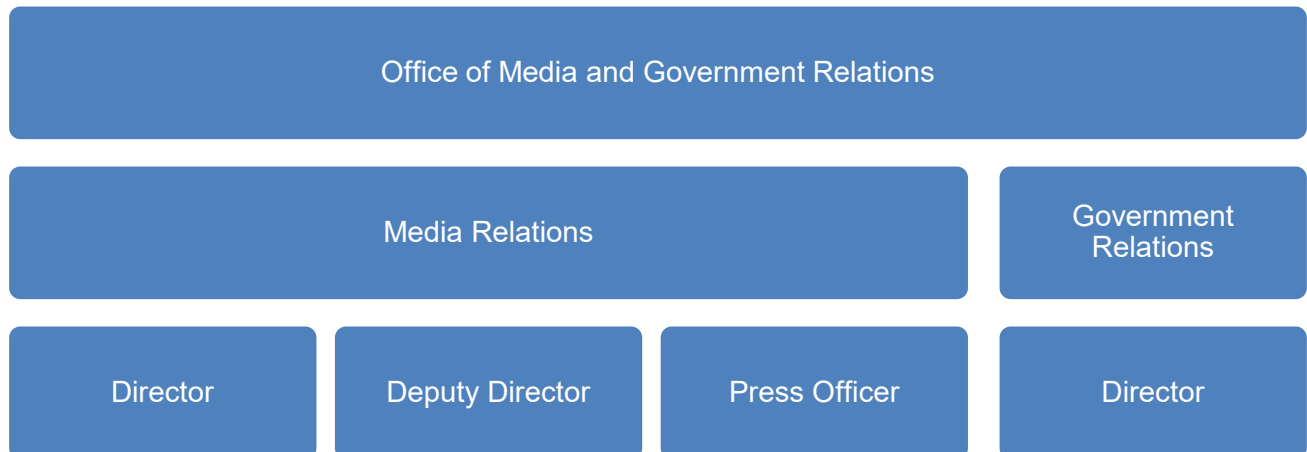 Office of Media and Government Relations
Media Relations
Government
Relations
Director
Deputy Director
Press Officer
Director